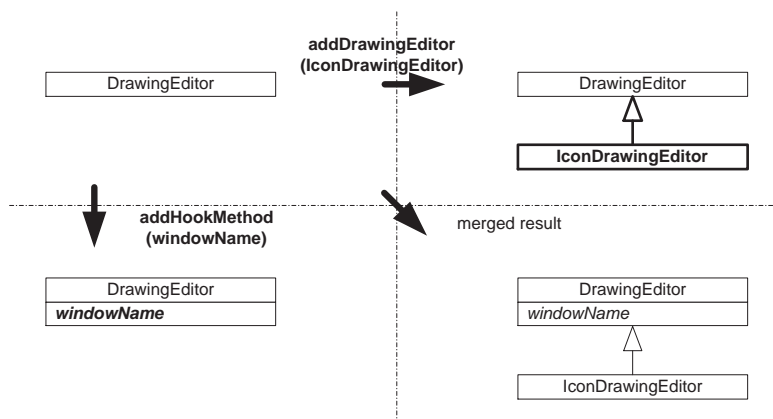 addDrawingEditor
(IconDrawingEditor)
DrawingEditor
DrawingEditor
IconDrawingEditor
addHookMethod
(windowName)
merged result
DrawingEditor
windowName
DrawingEditor
windowName
IconDrawingEditor